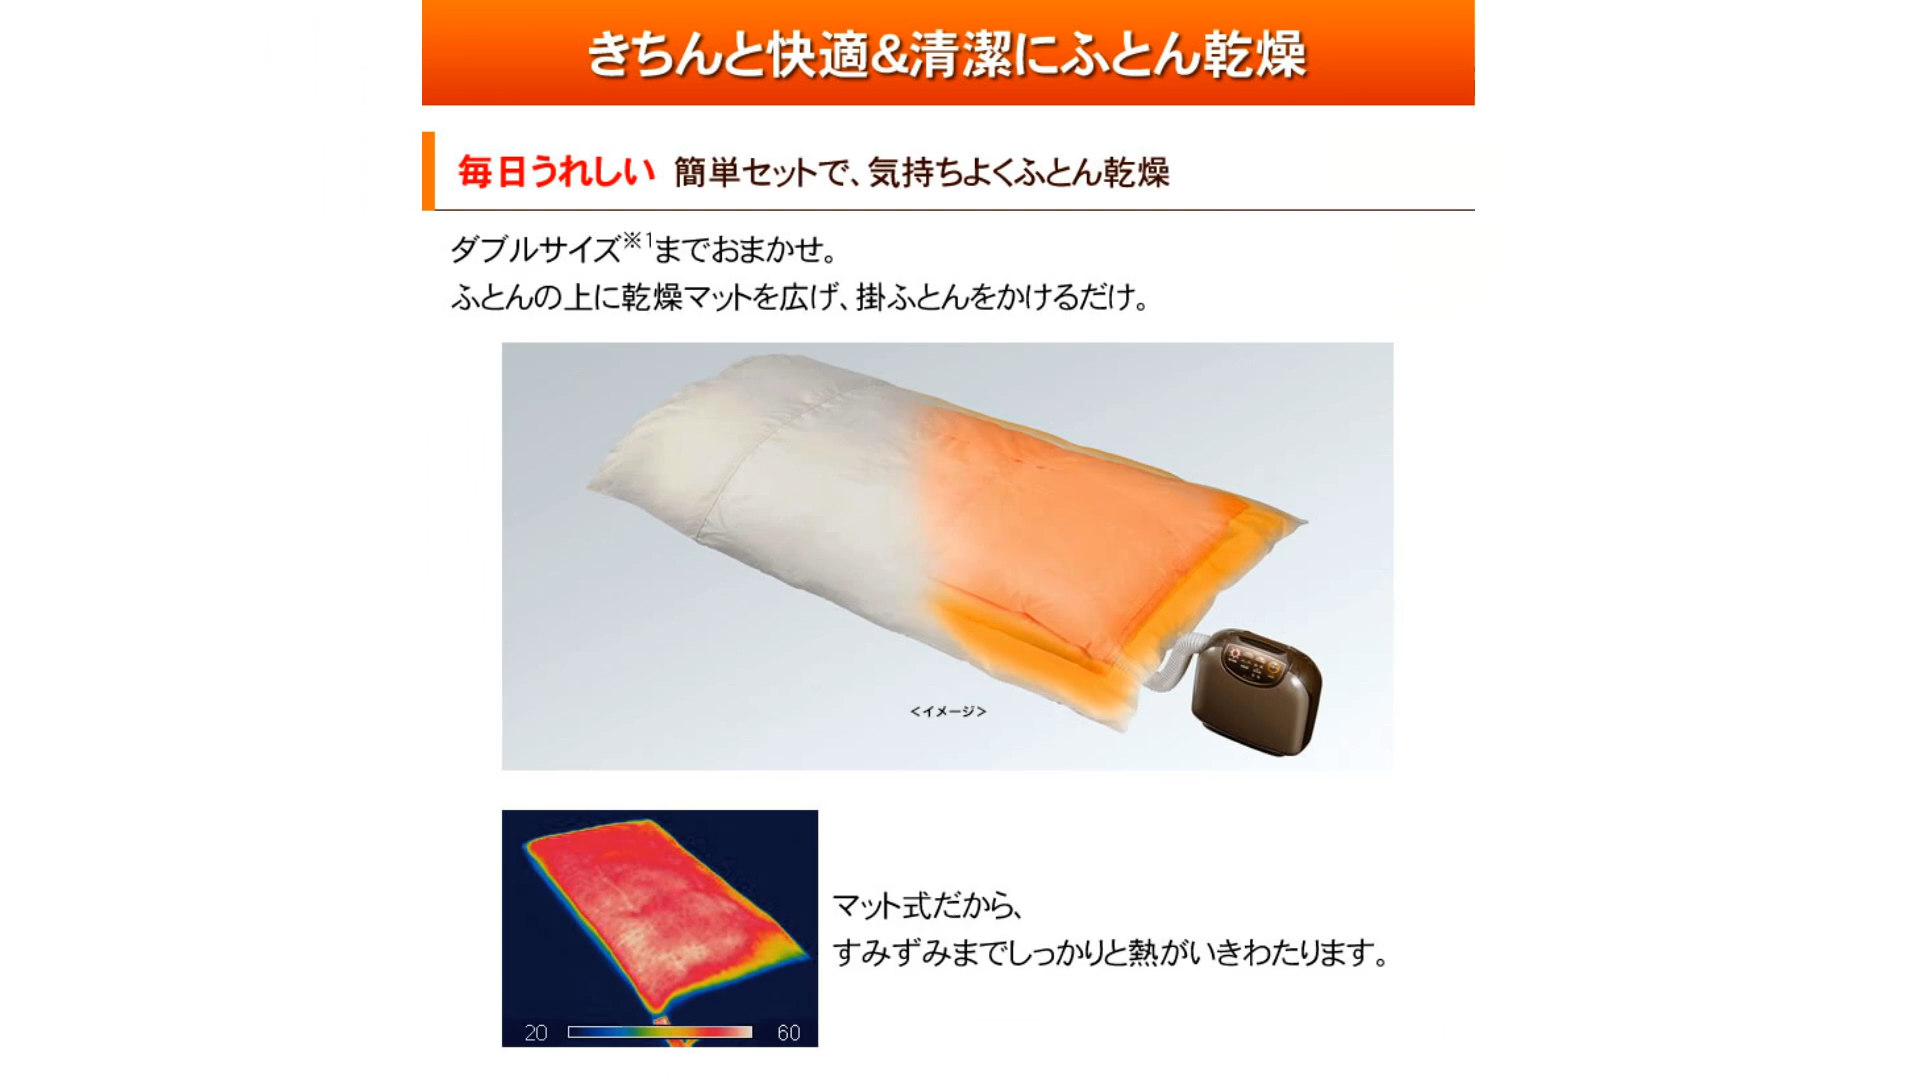 きちんと快適&清潔にふとん乾燥
毎日うれしい 簡単セットで、気持ちよくふとん乾燥
ダブルサイズ※1までおまかせ。
ふとんの上に乾燥マットを広げ、掛ふとんをかけるだけ。
<イメージ>
マット式だから、
すみずみまでしっかりと熱がいきわたります。
20 60